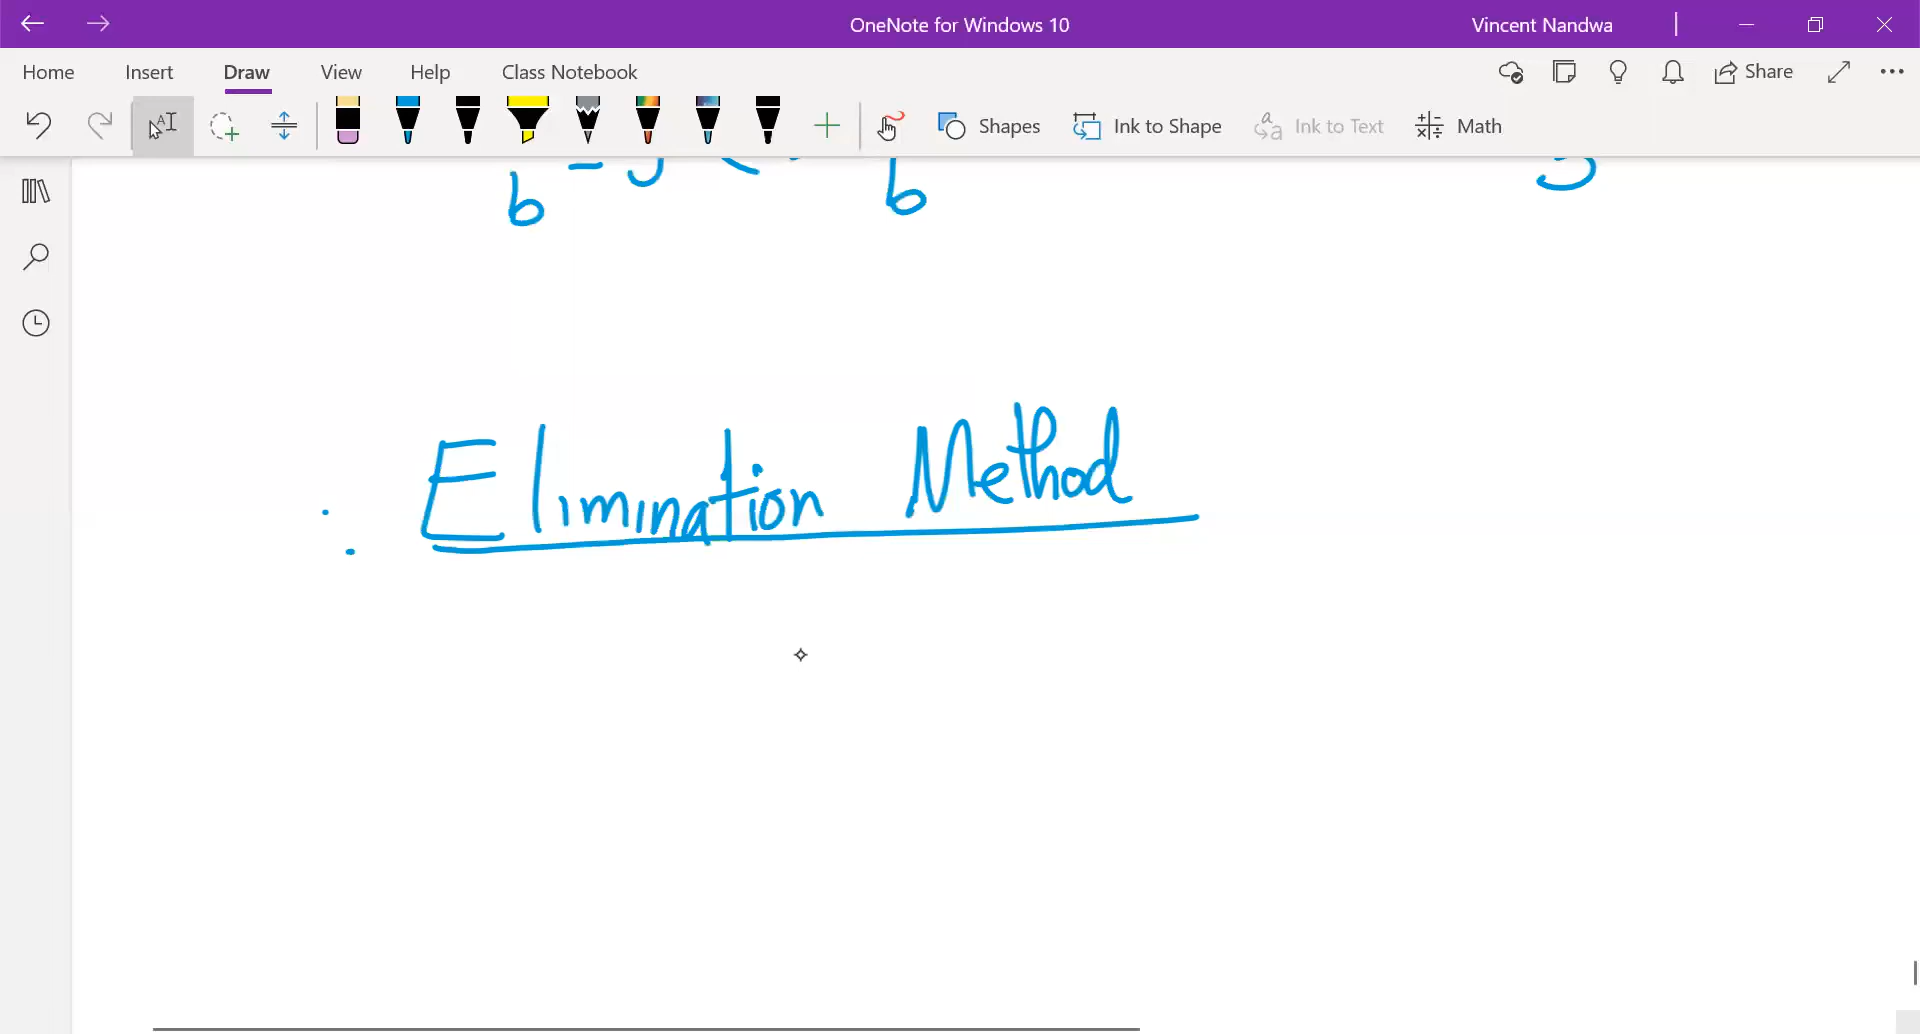 OneNote for Windows 10
Vincent Nandwa
Home Insert Draw View Help Class Notebook
Share
Shapes Ink to Shape Ink to Text Math
b b
Elimination Method